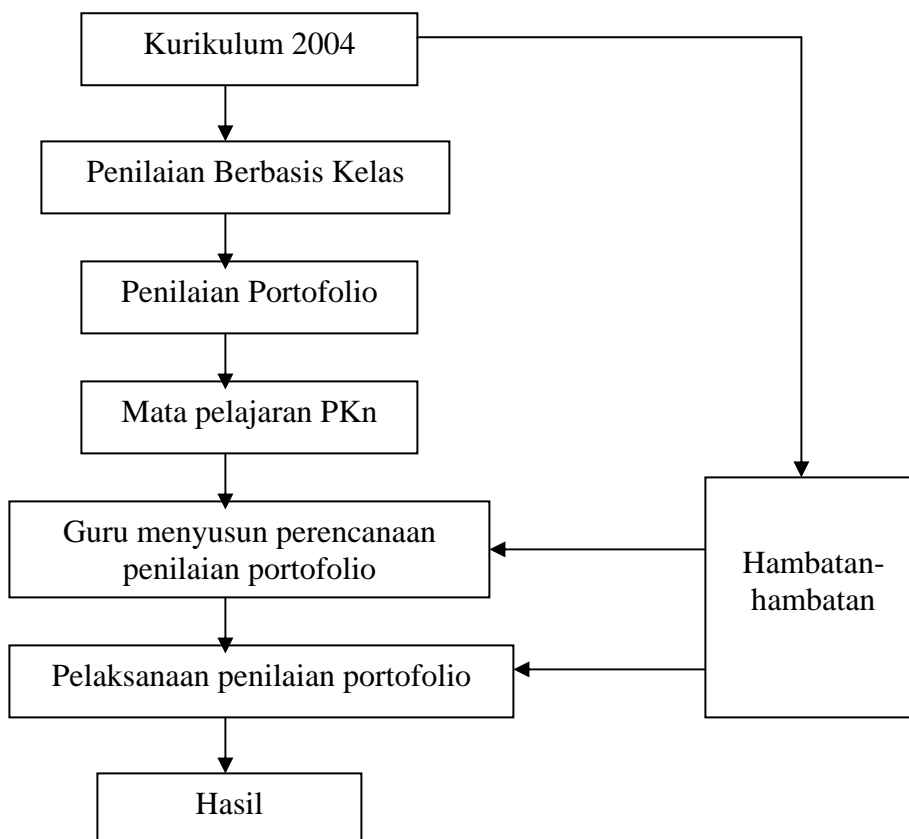 Kurikulum 2004
Penilaian Berbasis Kelas
Penilaian Portofolio
Mata pelajaran PKn
Guru menyusun perencanaan
penilaian portofolio
Hambatan-
hambatan
Pelaksanaan penilaian portofolio
Hasil